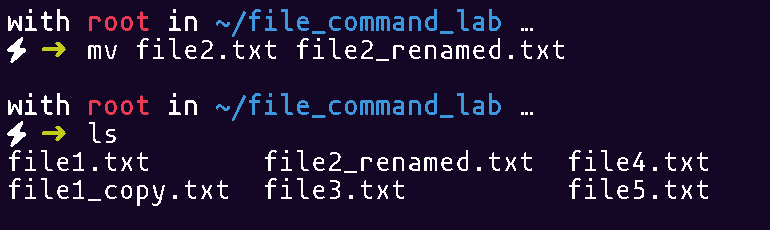 with root in ~/file_command_lab …
⚡ ➜ mv file2.txt file2_renamed.txt
with root in ~/file_command_lab …
⚡ ➜ ls
file1.txt file2_renamed.txt file4.txt
file1_copy.txt file3.txt file5.txt